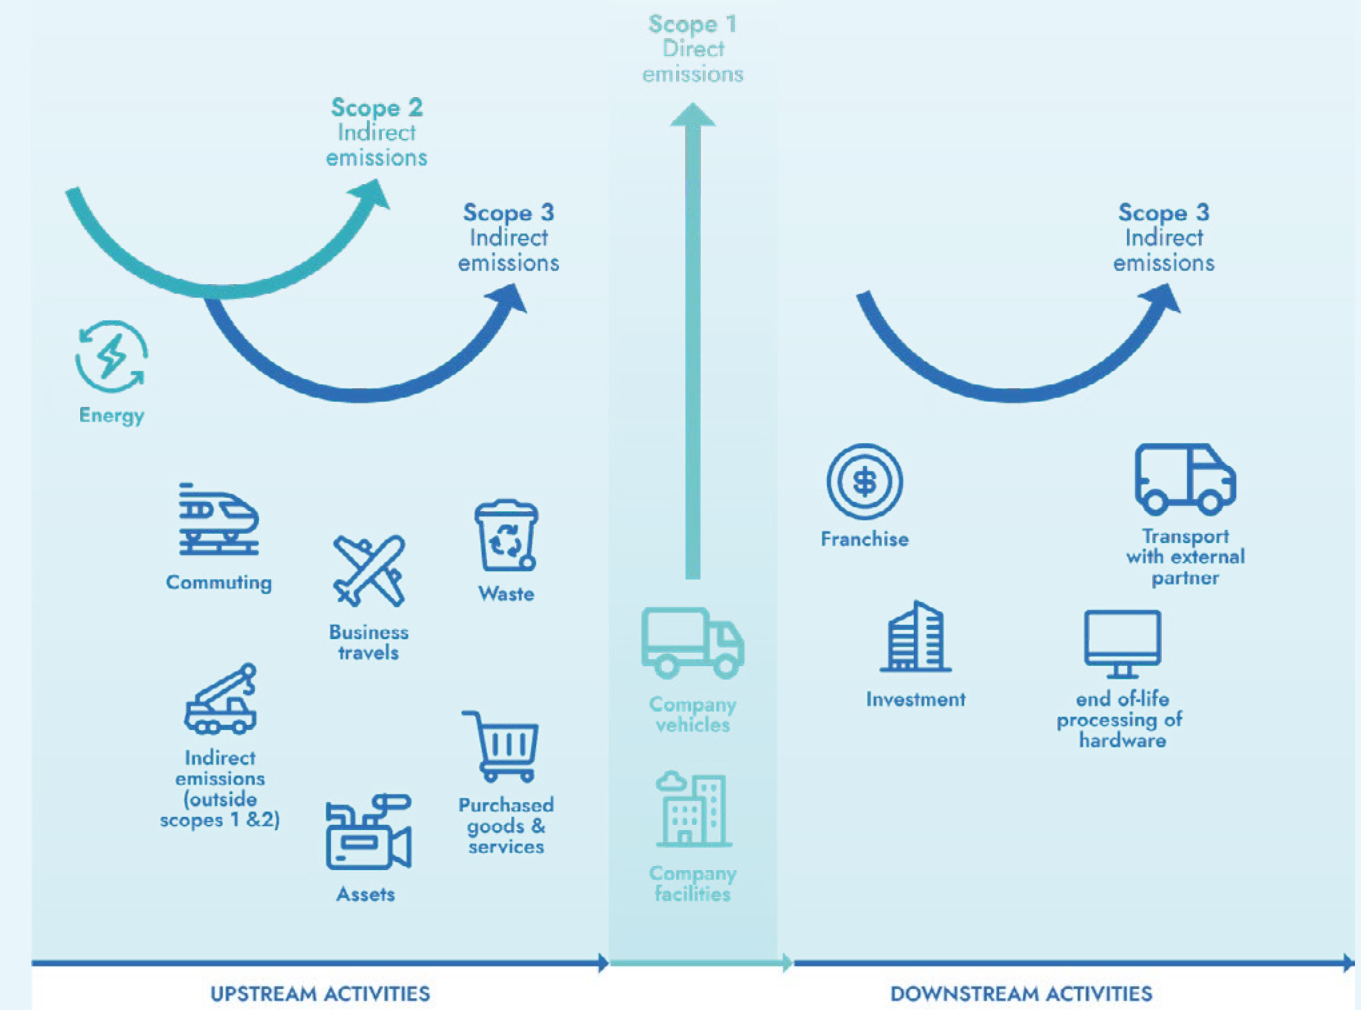 Scope 1
Direct
emissions
Scope 2
Indirect
emissions
Scope 3
Indirect
emissions
Scope 3
Indirect
emissions
Energy
Commuting
Business
travels
Waste
Indirect
emissions
(outside
scopes 1 &2)
Assets
Purchased
goods &
services
Company
vehicles
Company
facilities
Franchise
Transport
with external
partner
Investment
end of-life
processing of
hardware
UPSTREAM ACTIVITIES
DOWNSTREAM ACTIVITIES